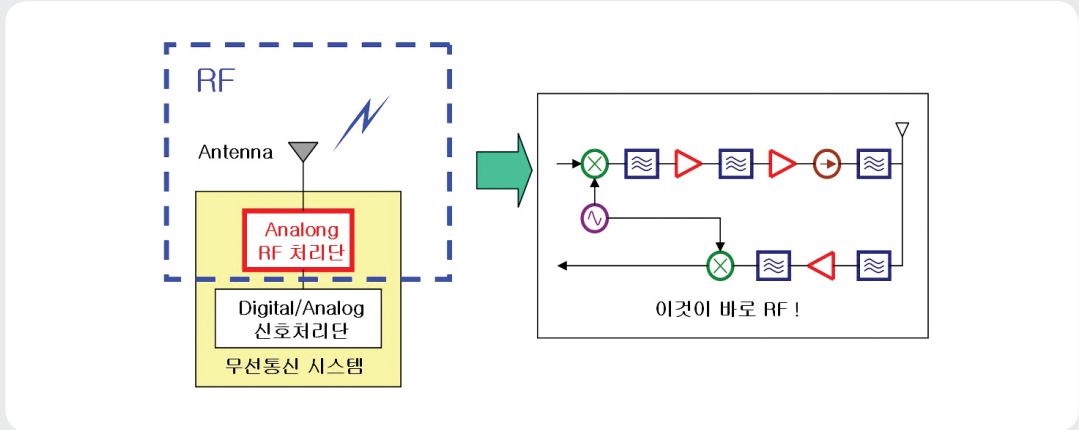 RF
Antenna
Analong
RF 처리단
Digital/Analog
신호처리단
무선통신 시스템
이것이 바로 RF !